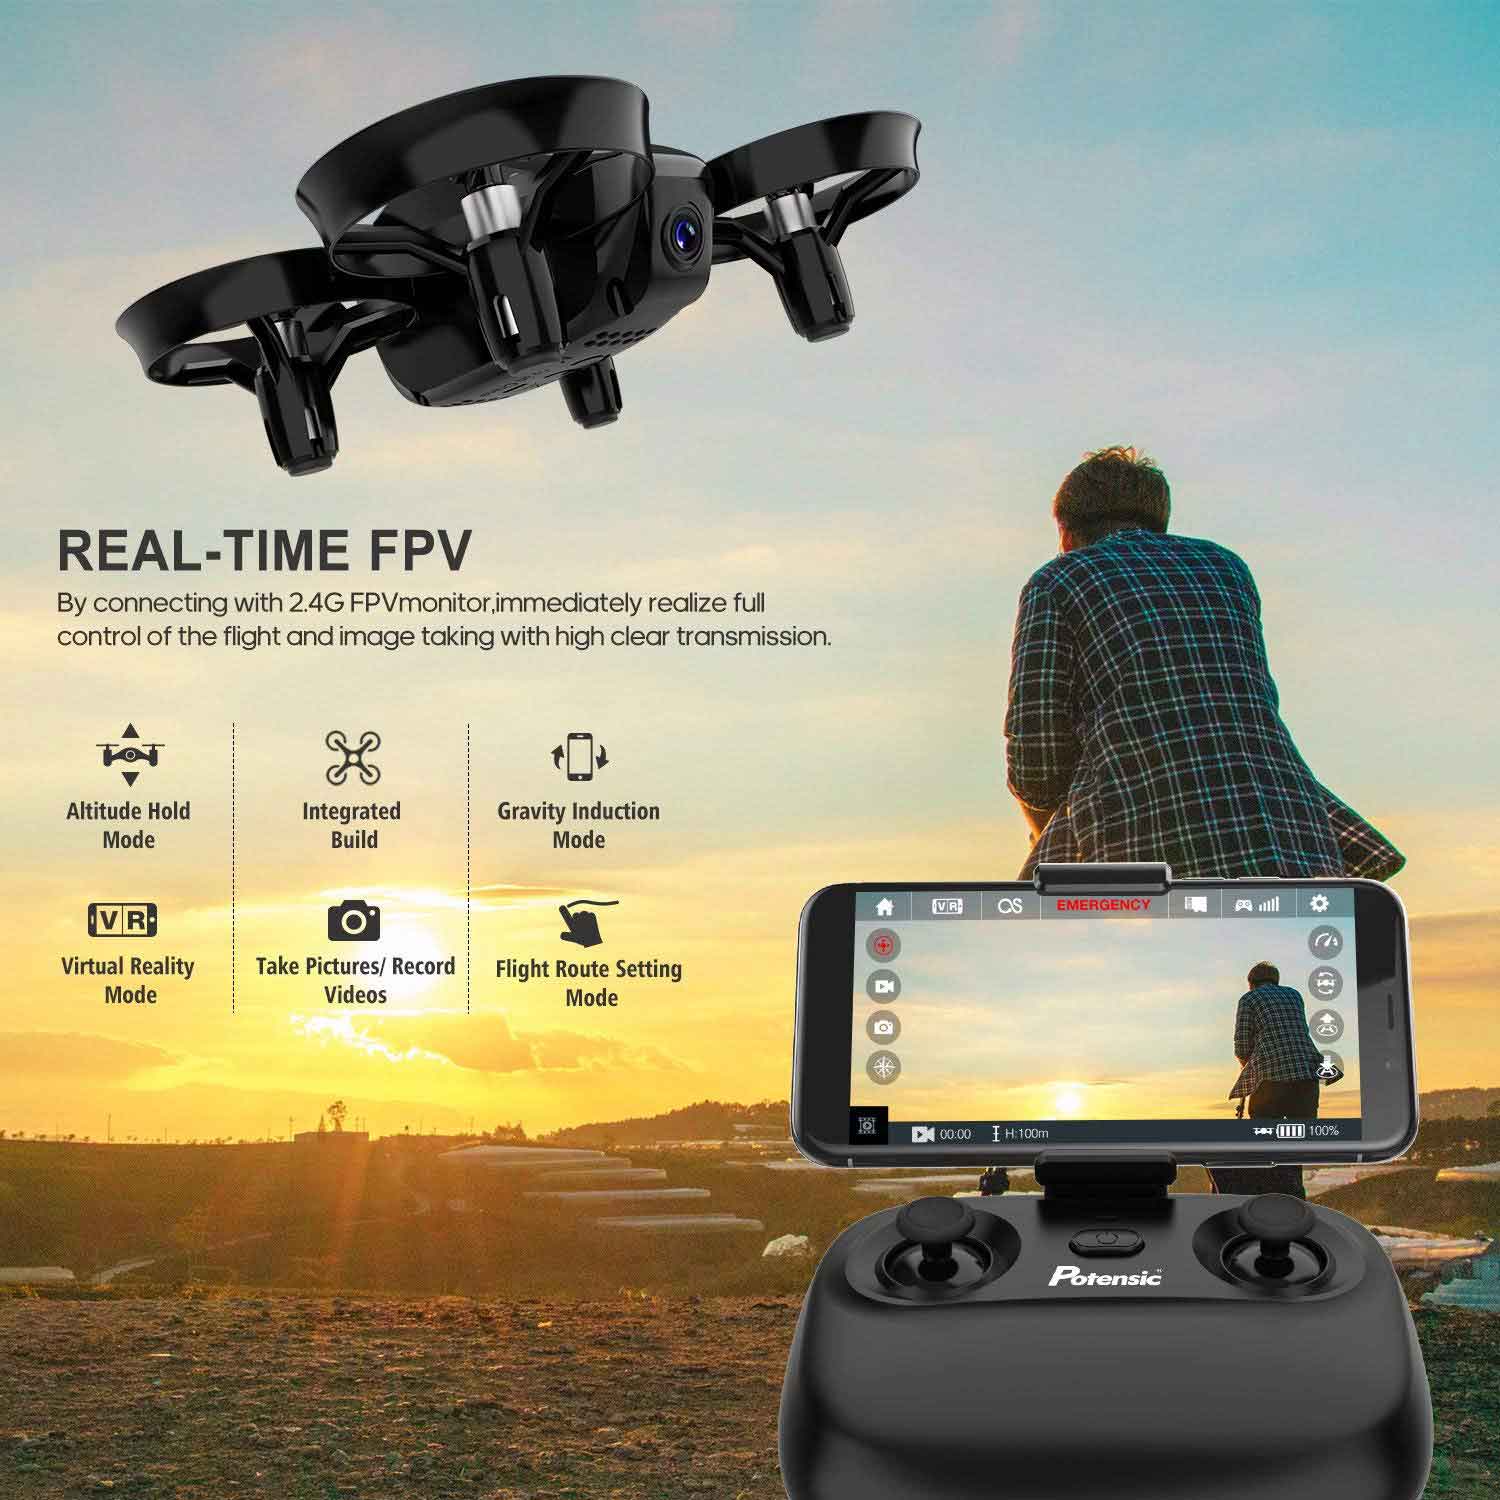 REAL-TIME FPV
By connecting with 2.4G FPVmonitor,immediately realize full
control of the flight and image taking with high clear transmission.
Altitude Hold
Mode
Integrated
Build
Gravity Induction
Mode
VR
Virtual Reality
Mode
Take Pictures/ Record
Videos
Flight Route Setting
Mode
VR
EMERGENCY
00:00
H:100m
100%
Potensic